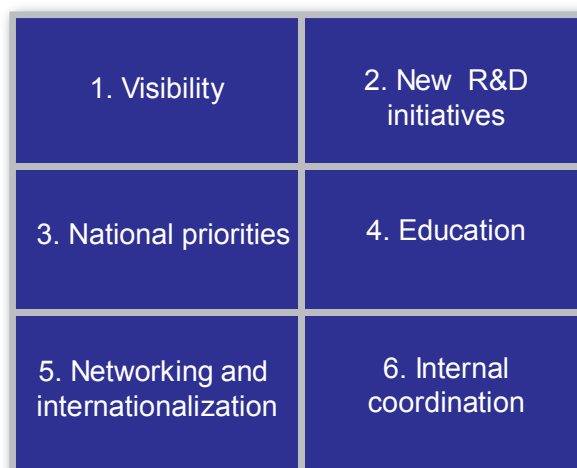 1. Visibility
2. New R&D
initiatives
3. National priorities
4. Education
5. Networking and
internationalization
6. Internal
coordination